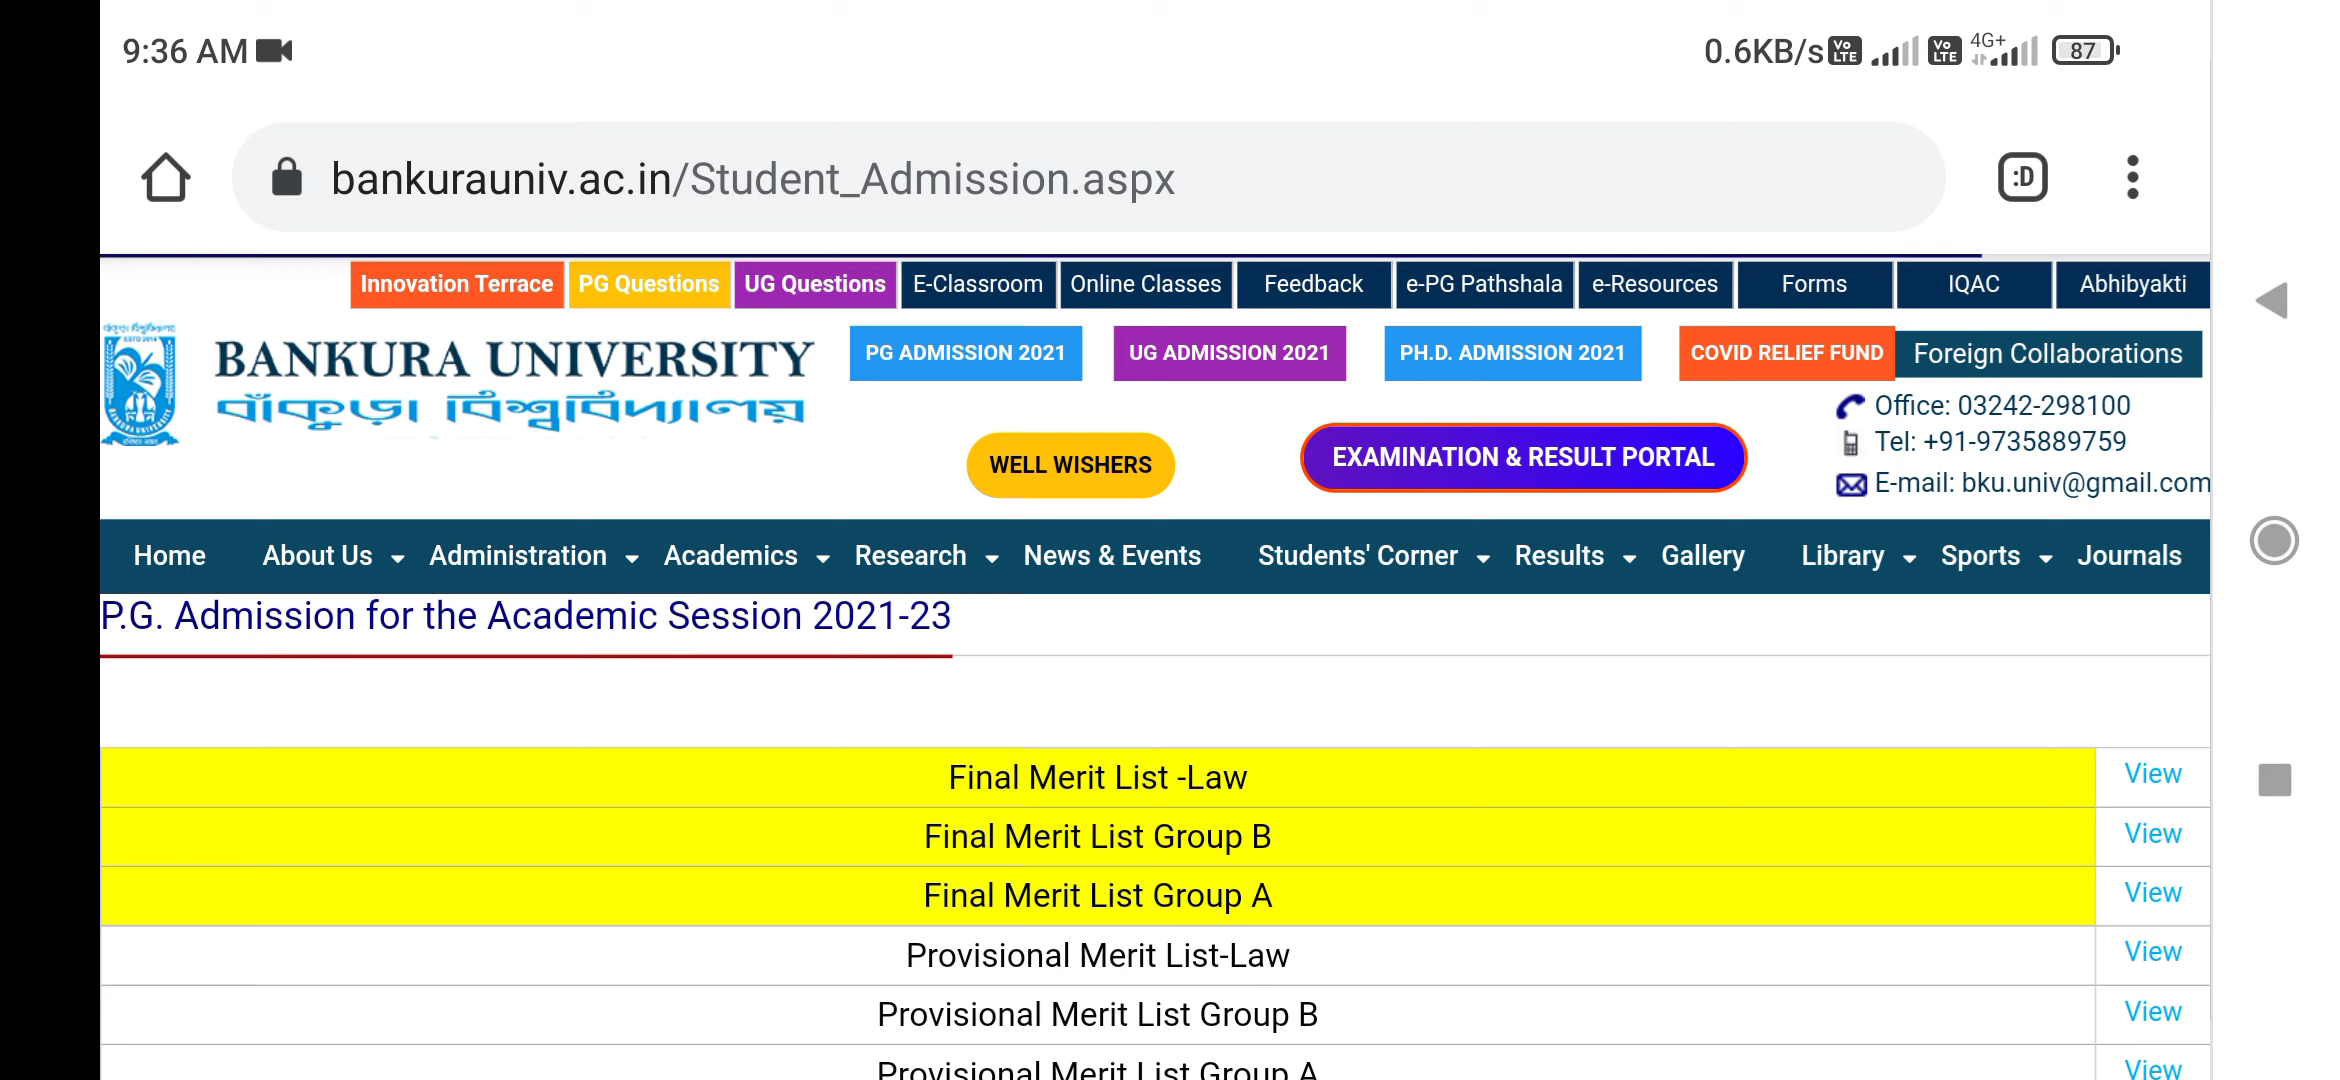 9:36 AM
0.6KB/s Vo LTE Vo LTE 4G+ 87
bankurauniv.ac.in/Student_Admission.aspx :D
Innovation Terrace PG Questions UG Questions E-Classroom Online Classes Feedback e-PG Pathshala e-Resources Forms IQAC Abhibyakti
BANKURA UNIVERSITY
বাঁকুড়া বিশ্ববিদ্যালয়
PG ADMISSION 2021 UG ADMISSION 2021 PH.D. ADMISSION 2021 COVID RELIEF FUND Foreign Collaborations
Office: 03242-298100
Tel: +91-9735889759
E-mail: bku.univ@gmail.com
WELL WISHERS EXAMINATION & RESULT PORTAL
Home About Us Administration Academics Research News & Events Students' Corner Results Gallery Library Sports Journals
P.G. Admission for the Academic Session 2021-23
Final Merit List -Law View
Final Merit List Group B View
Final Merit List Group A View
Provisional Merit List-Law View
Provisional Merit List Group B View
Provisional Merit List Group A View